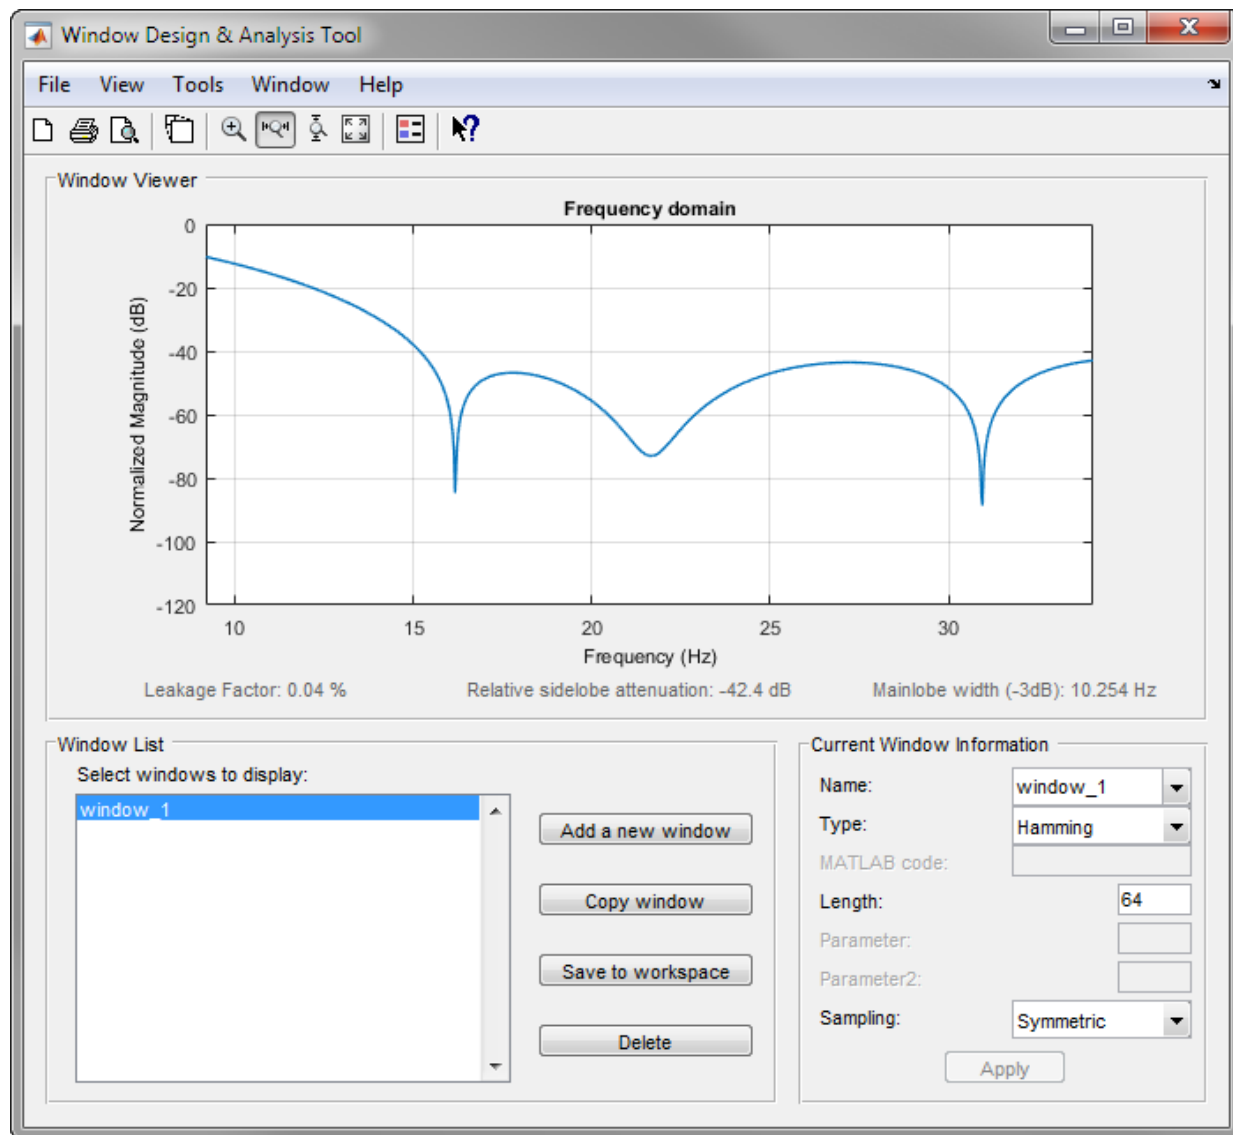 Window Design & Analysis Tool
File View Tools Window Help
Window Viewer
Frequency domain
0
-20
-40
-60
-80
-100
-120
Normalized Magnitude (dB)
10 15 20 25 30
Frequency (Hz)
Leakage Factor: 0.04 % Relative sidelobe attenuation: -42.4 dB Mainlobe width (-3dB): 10.254 Hz
Window List
Select windows to display:
window_1
Add a new window
Copy window
Save to workspace
Delete
Current Window Information
Name: window_1
Type: Hamming
MATLAB code:
Length: 64
Parameter:
Parameter2:
Sampling: Symmetric
Apply